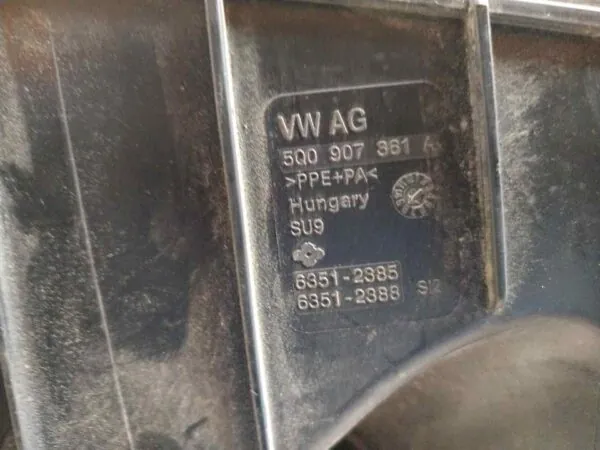 VW AG
5Q0 907 361 A
>PPE+PA<
Hungary
SU9
6351-2385
6351-2388